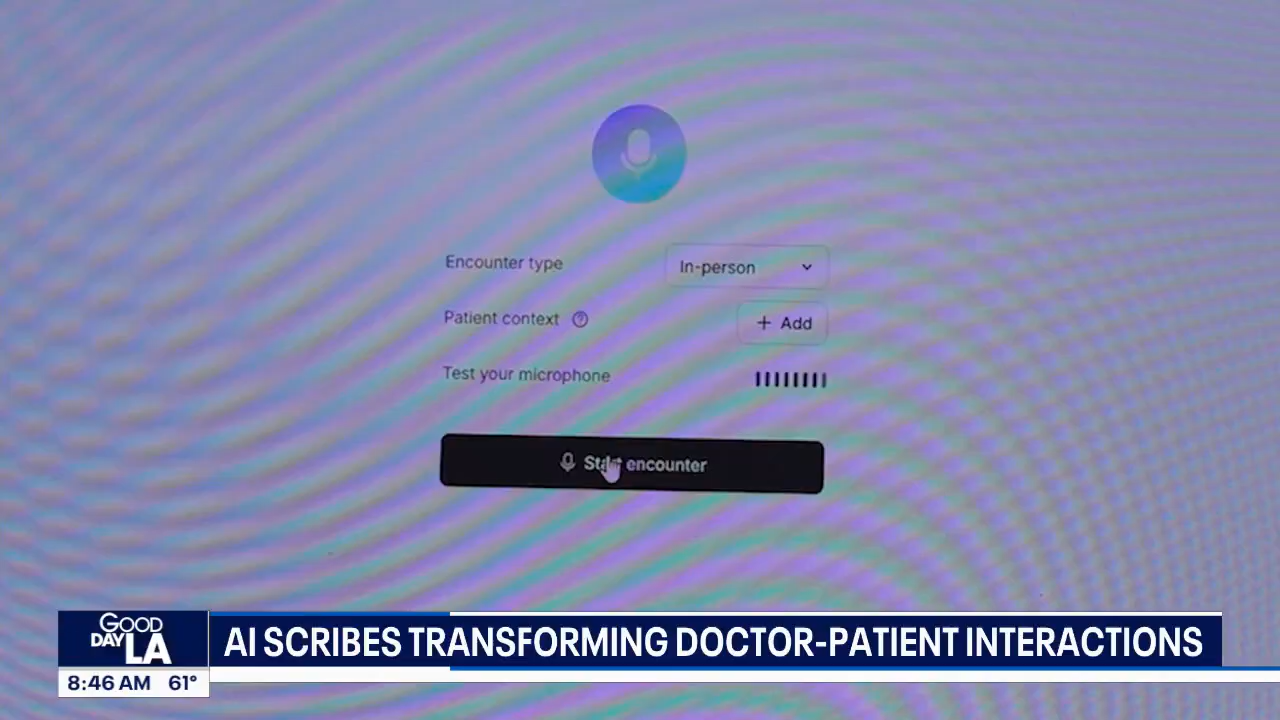 Encounter type
In-person
Patient context
+ Add
Test your microphone
Start encounter
GOOD
DAY LA
AI SCRIBES TRANSFORMING DOCTOR-PATIENT INTERACTIONS
8:46 AM 61°